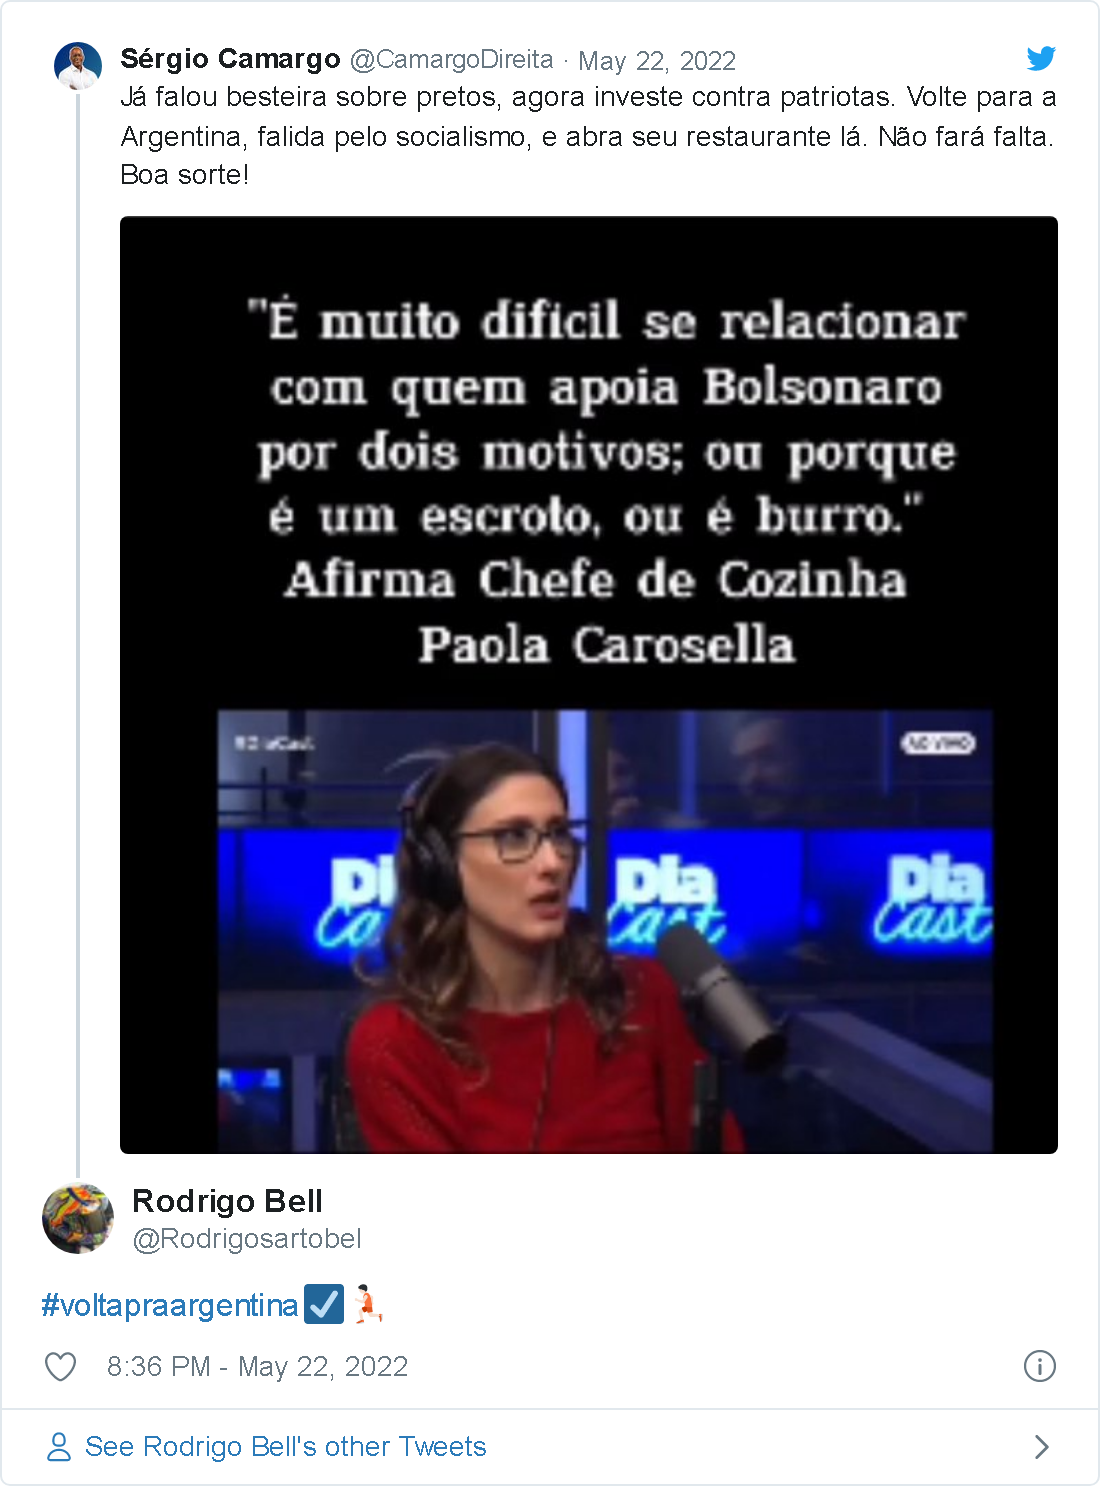 Sérgio Camargo @CamargoDireita · May 22, 2022
Já falou besteira sobre pretos, agora investe contra patriotas. Volte para a
Argentina, falida pelo socialismo, e abra seu restaurante lá. Não fará falta.
Boa sorte!
"É muito difícil se relacionar
com quem apoia Bolsonaro
por dois motivos; ou porque
é um escroto, ou é burro."
Afirma Chefe de Cozinha
Paola Carosella
AO VIVO
Di
Ca
Dia
Cast
Dia
Cast
Rodrigo Bell
@Rodrigosartobel
#voltapraargentina
8:36 PM - May 22, 2022
See Rodrigo Bell's other Tweets